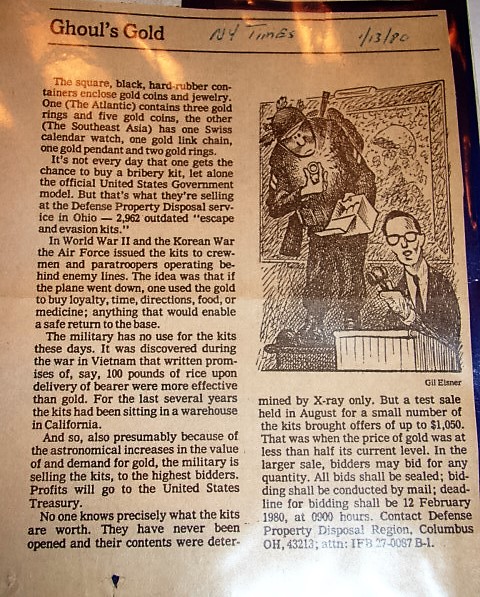 Ghoul's Gold
NY Times
1/13/80
The square, black, hard-rubber con-
tainers enclose gold coins and jewelry.
One (The Atlantic) contains three gold
rings and five gold coins, the other
(The Southeast Asia) has one Swiss
calendar watch, one gold link chain,
one gold pendant and two gold rings.
It's not every day that one gets the
chance to buy a bribery kit, let alone
the official United States Government
model. But that's what they're selling
at the Defense Property Disposal serv-
ice in Ohio — 2,962 outdated "escape
and evasion kits."
In World War II and the Korean War
the Air Force issued the kits to crew-
men and paratroopers operating be-
hind enemy lines. The idea was that if
the plane went down, one used the gold
to buy loyalty, time, directions, food, or
medicine; anything that would enable
a safe return to the base.
The military has no use for the kits
these days. It was discovered during
the war in Vietnam that written prom-
ises of, say, 100 pounds of rice upon
delivery of bearer were more effective
than gold. For the last several years
the kits had been sitting in a warehouse
in California.
And so, also presumably because of
the astronomical increases in the value
of and demand for gold, the military is
selling the kits, to the highest bidders.
Profits will go to the United States
Treasury.
No one knows precisely what the kits
are worth. They have never been
opened and their contents were deter-
Gil Eisner
mined by X-ray only. But a test sale
held in August for a small number of
the kits brought offers of up to $1,050.
That was when the price of gold was at
less than half its current level. In the
larger sale, bidders may bid for any
quantity. All bids shall be sealed; bid-
ding shall be conducted by mail; dead-
line for bidding shall be 12 February
1980, at 0900 hours. Contact Defense
Property Disposal Region, Columbus
OH, 43213; attn: IFB 27-0087 B-1.